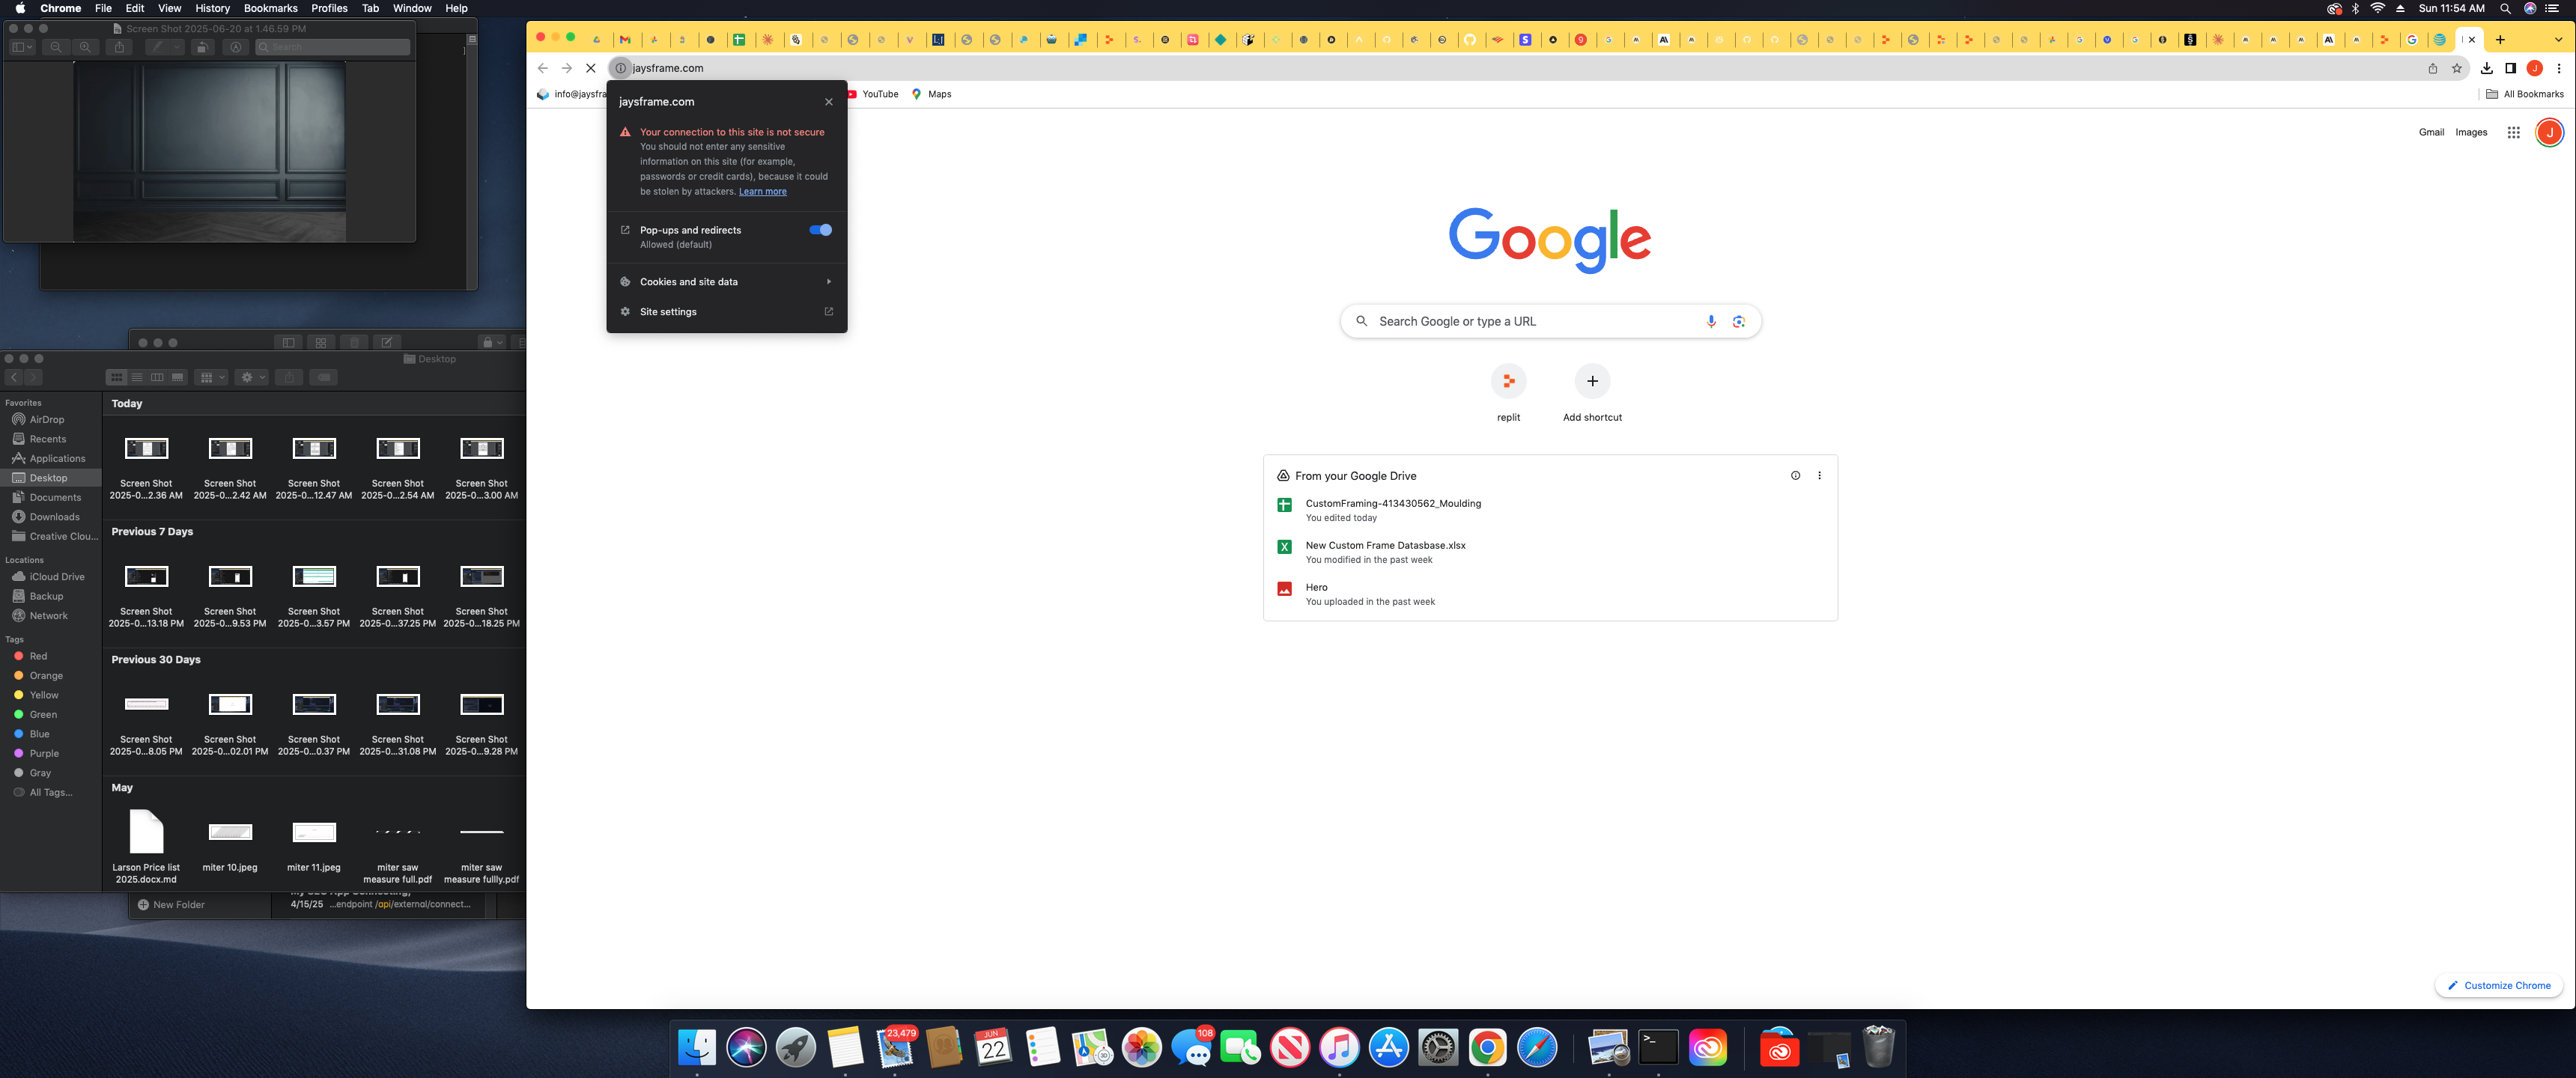 Chrome File Edit View History Bookmarks Profiles Tab Window Help
Sun 11:54 AM
Screen Shot 2025-06-20 at 1.46.59 PM
Search
jaysframe.com
info@jaysfra
YouTube
Maps
All Bookmarks
jaysframe.com
Your connection to this site is not secure
You should not enter any sensitive
information on this site (for example,
passwords or credit cards), because it could
be stolen by attackers. Learn more
Pop-ups and redirects
Allowed (default)
Cookies and site data
Site settings
Gmail Images
J
Google
Search Google or type a URL
replit
Add shortcut
From your Google Drive
CustomFraming-413430562_Moulding
You edited today
New Custom Frame Datasbase.xlsx
You modified in the past week
Hero
You uploaded in the past week
Customize Chrome
Desktop
Favorites
AirDrop
Recents
Applications
Desktop
Documents
Downloads
Creative Clou...
Locations
iCloud Drive
Backup
Network
Tags
Red
Orange
Yellow
Green
Blue
Purple
Gray
All Tags...
Today
Screen Shot Screen Shot Screen Shot Screen Shot Screen Shot
2025-0...2.36 AM 2025-0...2.42 AM 2025-0...12.47 AM 2025-0...2.54 AM 2025-0...3.00 AM
Previous 7 Days
Screen Shot Screen Shot Screen Shot Screen Shot Screen Shot
2025-0...13.18 PM 2025-0...9.53 PM 2025-0...3.57 PM 2025-0...37.25 PM 2025-0...18.25 PM
Previous 30 Days
Screen Shot Screen Shot Screen Shot Screen Shot Screen Shot
2025-0...8.05 PM 2025-0...02.01 PM 2025-0...0.37 PM 2025-0...31.08 PM 2025-0...9.28 PM
May
Larson Price list miter 10.jpeg miter 11.jpeg miter saw miter saw
2025.docx.md measure full.pdf measure fullly.pdf
New Folder
4/15/25 ...endpoint /api/external/connect...
23,479
JUN
22
108